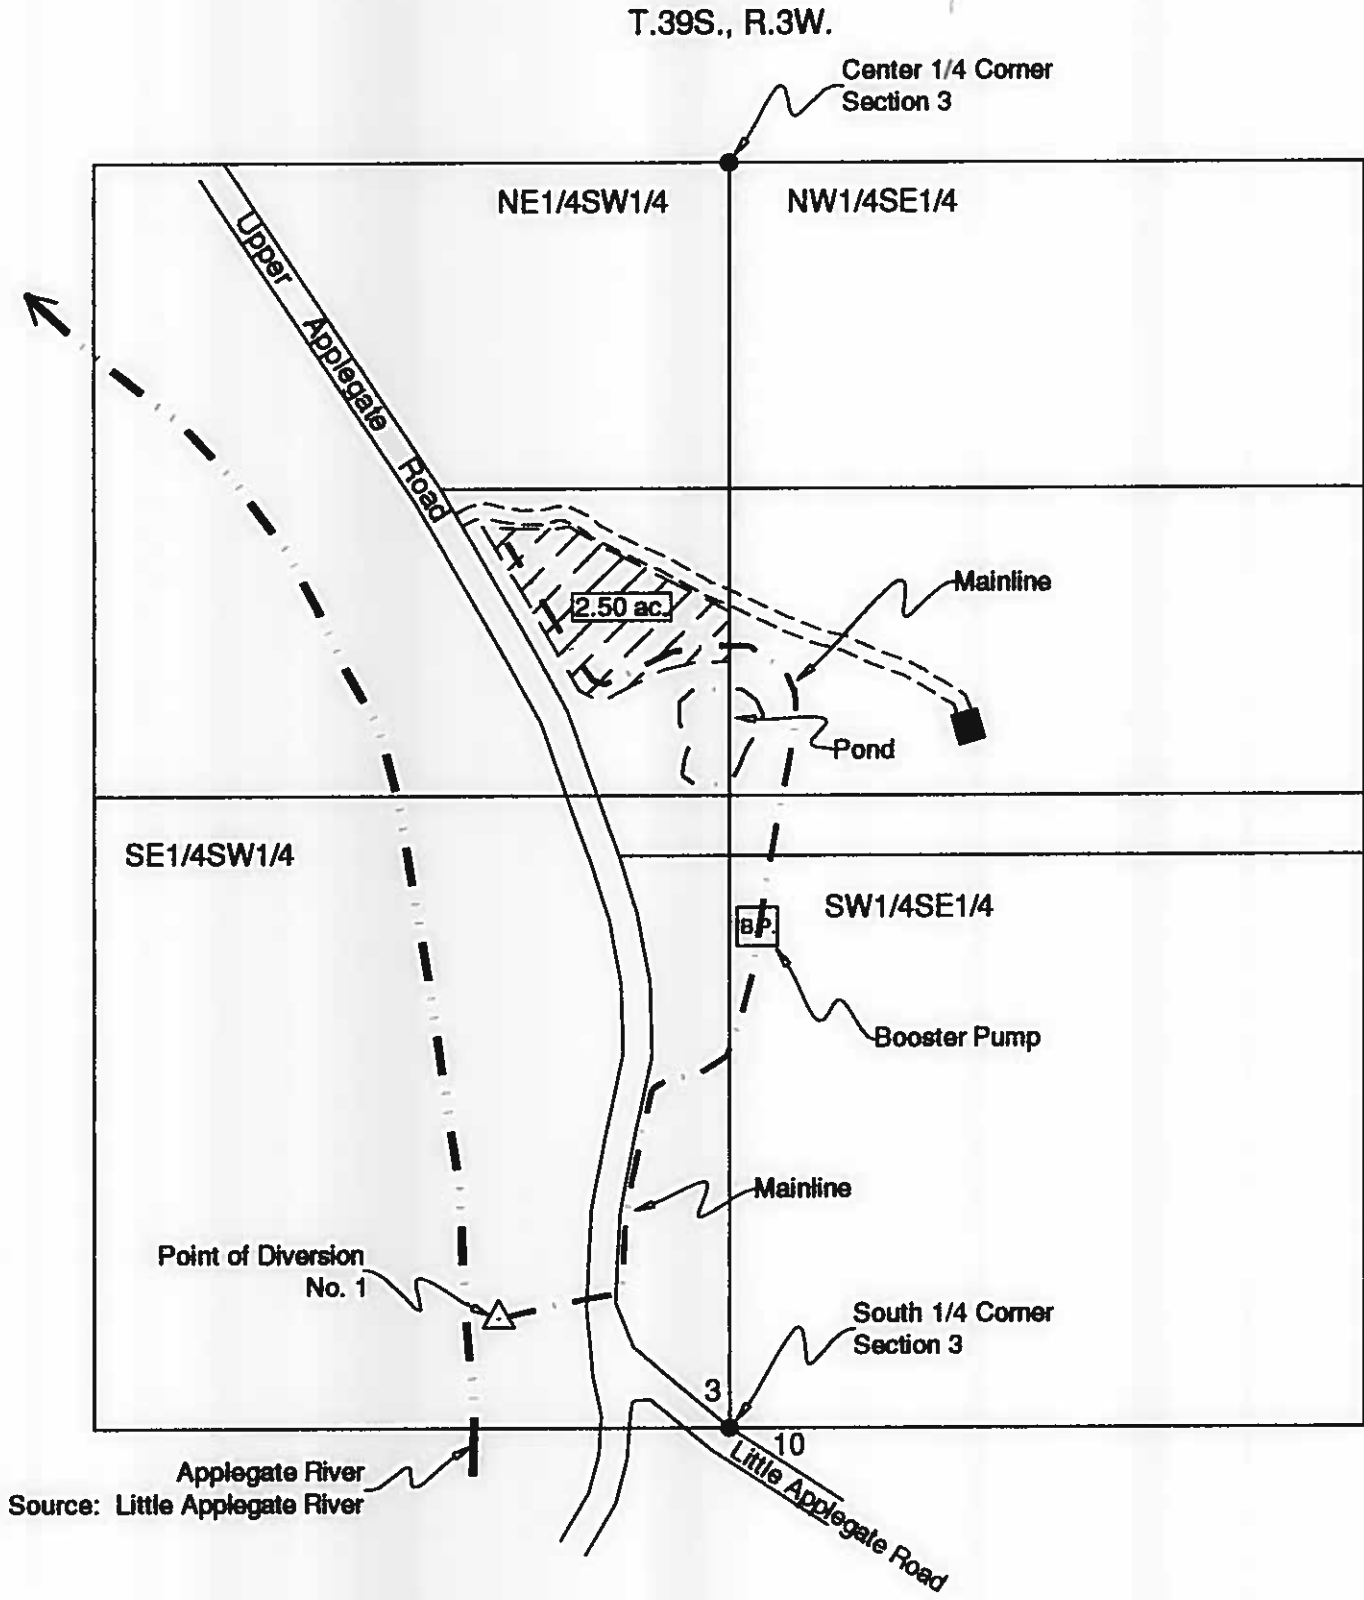 T.39S., R.3W.
Center 1/4 Corner
Section 3
NE1/4SW1/4
NW1/4SE1/4
Upper Applegate Road
2.50 ac.
Mainline
Pond
SE1/4SW1/4
SW1/4SE1/4
B.P.
Booster Pump
Mainline
Point of Diversion
No. 1
South 1/4 Corner
Section 3
3
10
Little Applegate Road
Applegate River
Source: Little Applegate River